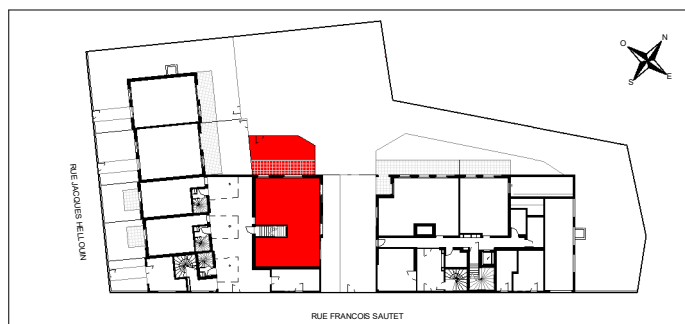 N
O
S
E
RUE JACQUES HELLOUIN
RUE FRANCOIS SAUTET